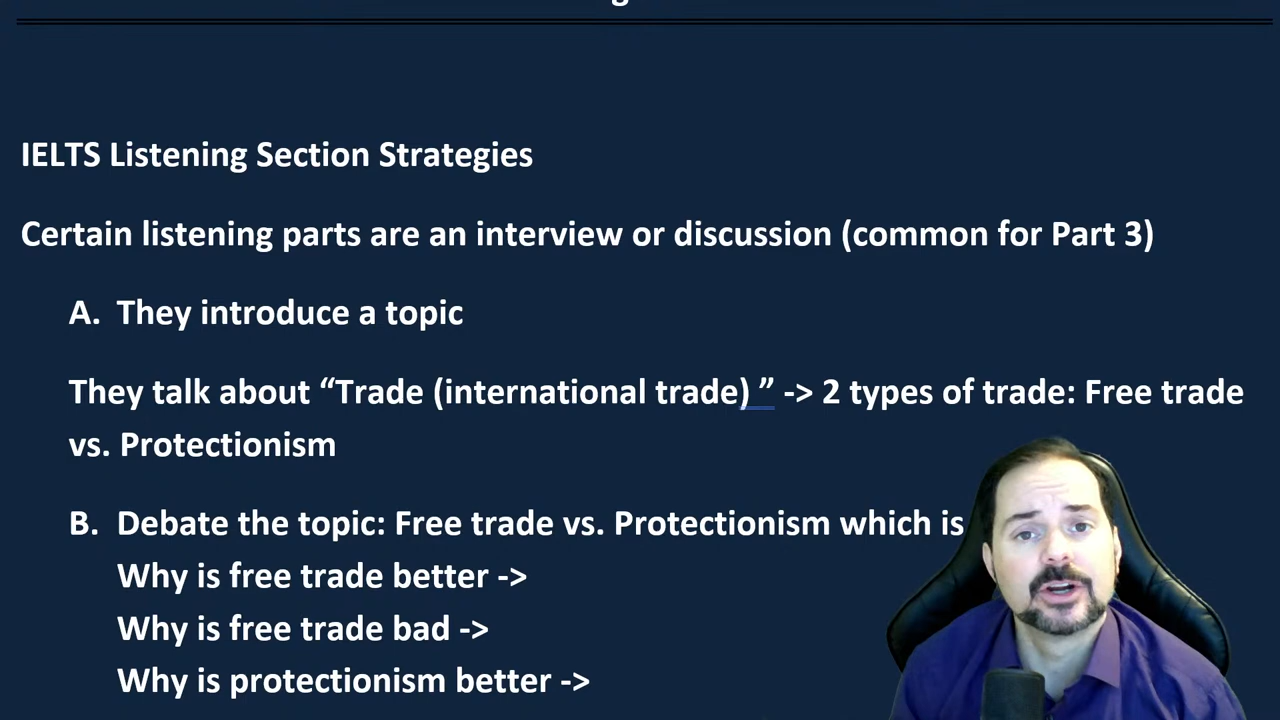 IELTS Listening Section Strategies
Certain listening parts are an interview or discussion (common for Part 3)
A. They introduce a topic
They talk about “Trade (international trade) ” -> 2 types of trade: Free trade
vs. Protectionism
B. Debate the topic: Free trade vs. Protectionism which is
Why is free trade better ->
Why is free trade bad ->
Why is protectionism better ->